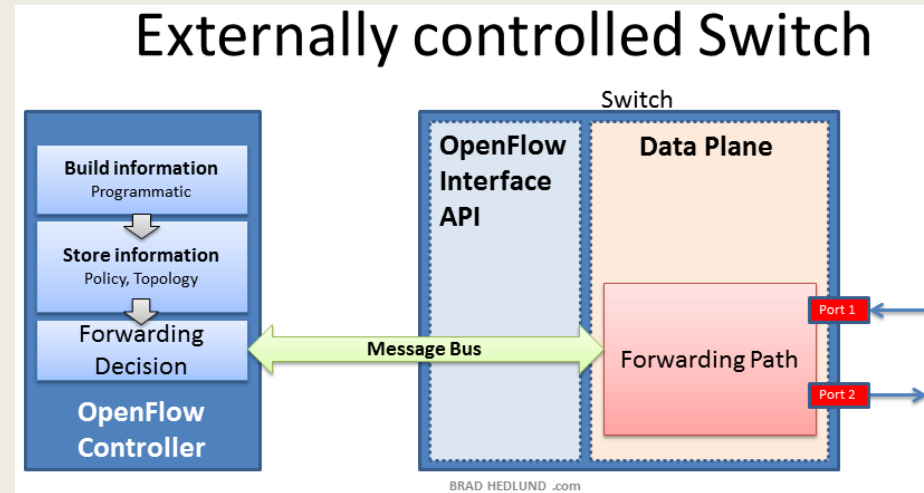 Externally controlled Switch
Build information
Programmatic
Store information
Policy, Topology
Forwarding
Decision
OpenFlow
Controller
Message Bus
Switch
OpenFlow
Interface
API
Data Plane
Forwarding Path
Port 1
Port 2
BRAD HEDLUND .com